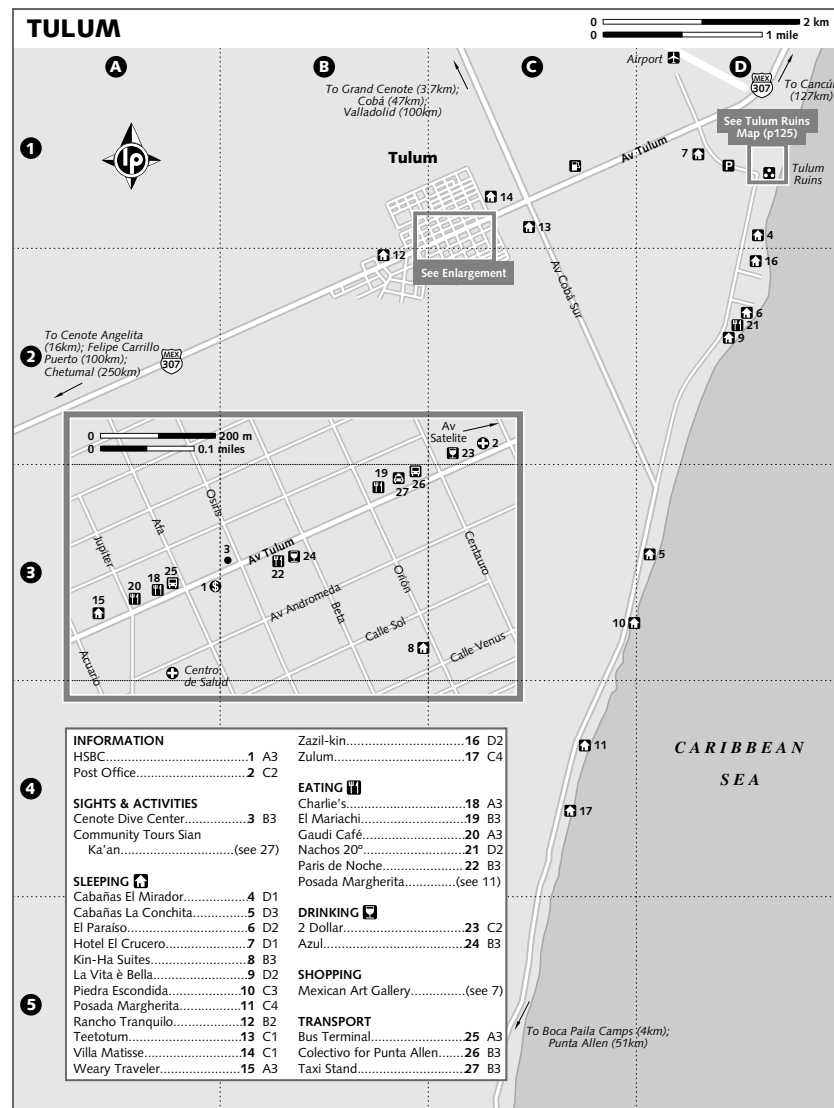 TULUM
0 2 km
0 1 mile
A
B
C
D
1
2
3
4
5
Airport
MEX
307
To Cancún
(127km)
To Grand Cenote (3.7km);
Cobá (47km);
Valladolid (100km)
See Tulum Ruins
Map (p125)
lp
Tulum
Av Tulum
7
P
Tulum
Ruins
14
13
4
12
16
See Enlargement
Av Cobá Sur
6
21
9
To Cenote Angelita
(16km); Felipe Carrillo
Puerto (100km);
Chetumal (250km)
MEX
307
0 200 m
0 0.1 miles
Av
Satelite
2
23
19
26
27
Osiris
Afa
Jupiter
3
Av Tulum
24
22
Centauro
Orión
25
18
20
1
$
15
Av Andromeda
Beta
Calle Sol
8
Calle Venus
Acuario
Centro
de Salud
5
10
11
17
CARIBBEAN
SEA
To Boca Paila Camps (4km);
Punta Allen (51km)
INFORMATION
HSBC....................................1 A3
Post Office............................2 C2
SIGHTS & ACTIVITIES
Cenote Dive Center..............3 B3
Community Tours Sian
Ka'an.........................(see 27)
SLEEPING
Cabañas El Mirador..............4 D1
Cabañas La Conchita............5 D3
El Paraíso.............................6 D2
Hotel El Crucero...................7 D1
Kin-Ha Suites.......................8 B3
La Vita è Bella......................9 D2
Piedra Escondida................10 C3
Posada Margherita..............11 C4
Rancho Tranquilo................12 B2
Teetotum...........................13 C1
Villa Matisse.......................14 C1
Weary Traveler...................15 A3
Zazil-kin.............................16 D2
Zulum................................17 C4
EATING
Charlie's.............................18 A3
El Mariachi.........................19 B3
Gaudi Café.........................20 A3
Nachos 20º........................21 D2
Paris de Noche...................22 B3
Posada Margherita.............(see 11)
DRINKING
2 Dollar..............................23 C2
Azul...................................24 B3
SHOPPING
Mexican Art Gallery.............(see 7)
TRANSPORT
Bus Terminal.......................25 A3
Colectivo for Punta Allen.....26 B3
Taxi Stand..........................27 B3